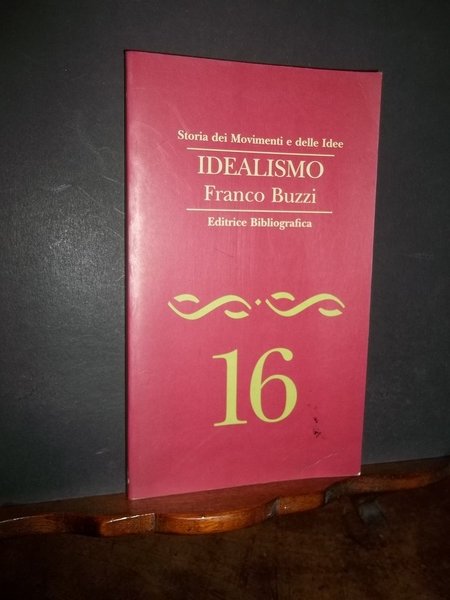 Storia dei Movimenti e delle Idee
IDEALISMO
Franco Buzzi
Editrice Bibliografica
16